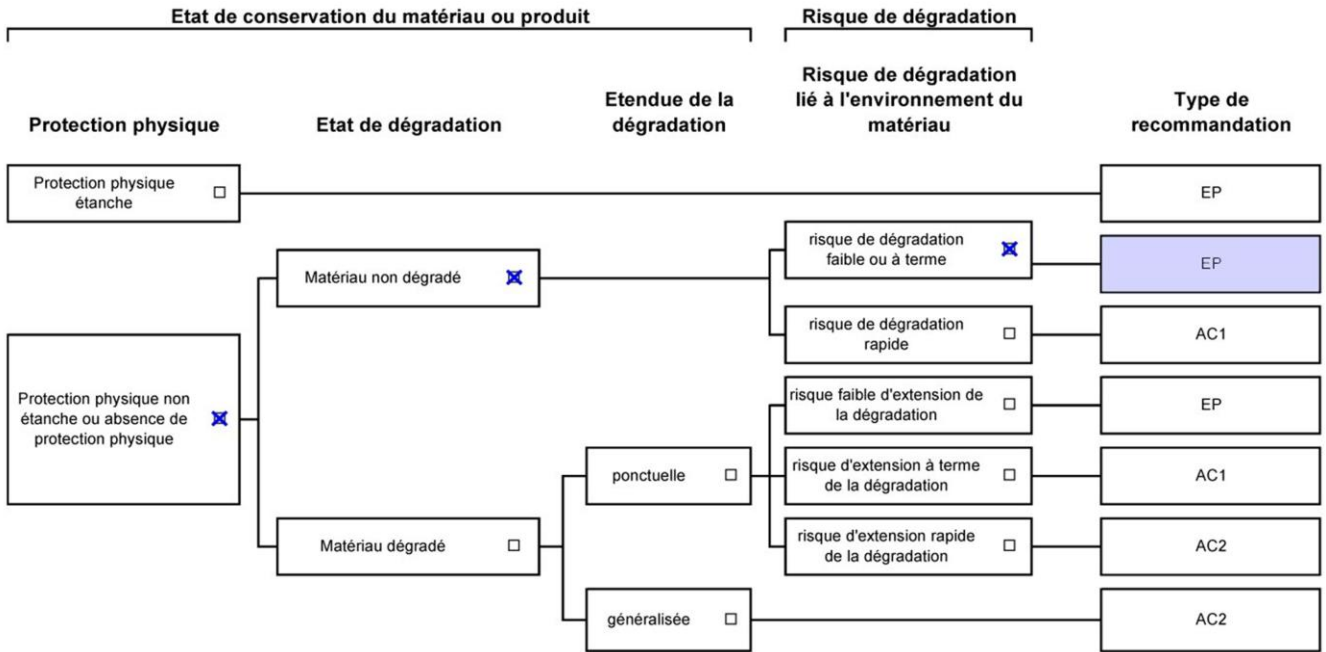 Etat de conservation du matériau ou produit
Risque de dégradation
Protection physique
Etat de dégradation
Etendue de la
dégradation
Risque de dégradation
lié à l'environnement du
matériau
Type de
recommandation
Protection physique
étanche
EP
risque de dégradation
faible ou à terme
EP
Matériau non dégradé
risque de dégradation
rapide
AC1
Protection physique non
étanche ou absence de
protection physique
risque faible d'extension de
la dégradation
EP
ponctuelle
risque d'extension à terme
de la dégradation
AC1
Matériau dégradé
risque d'extension rapide
de la dégradation
AC2
généralisée
AC2